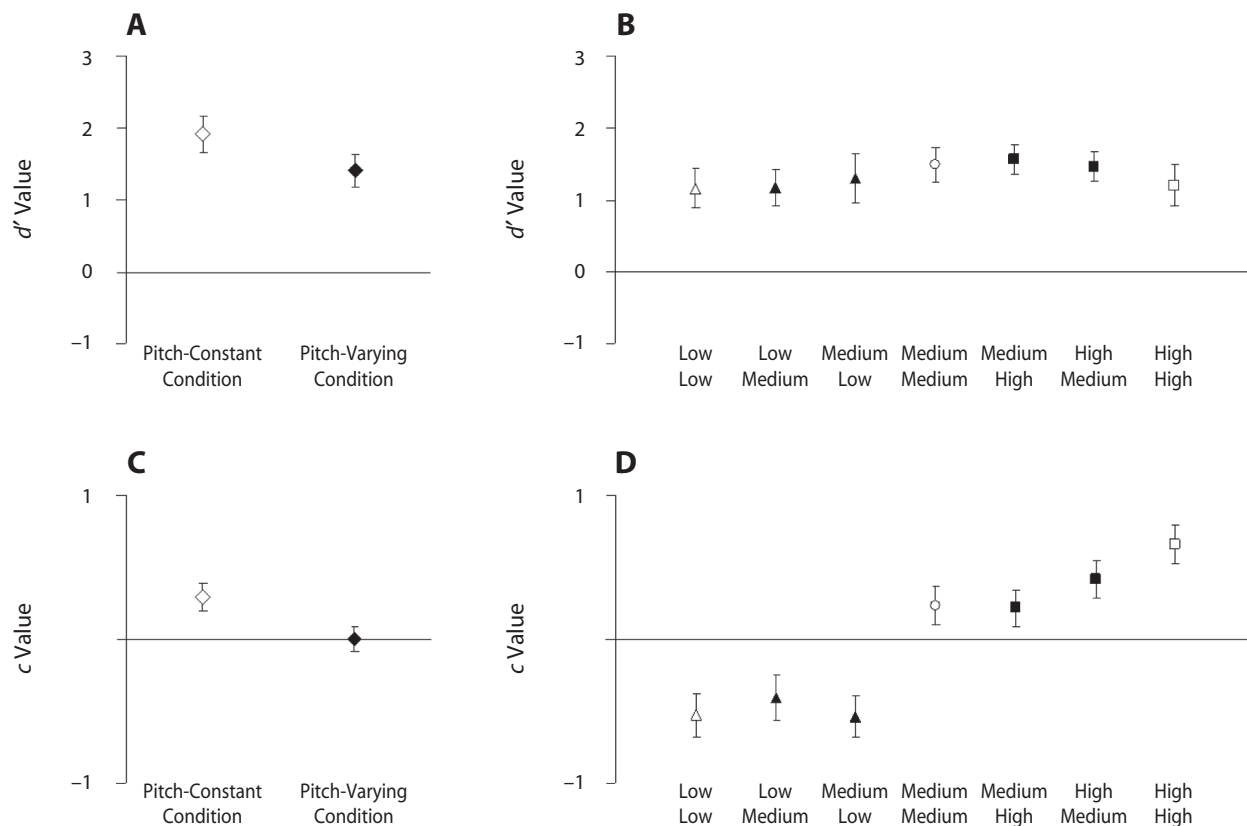 A
3
2
1
0
–1
d′ Value
Pitch-Constant Condition
Pitch-Varying Condition
B
3
2
1
0
–1
d′ Value
Low Low
Low Medium
Medium Low
Medium Medium
Medium High
High Medium
High High
C
1
–1
c Value
Pitch-Constant Condition
Pitch-Varying Condition
D
1
–1
c Value
Low Low
Low Medium
Medium Low
Medium Medium
Medium High
High Medium
High High